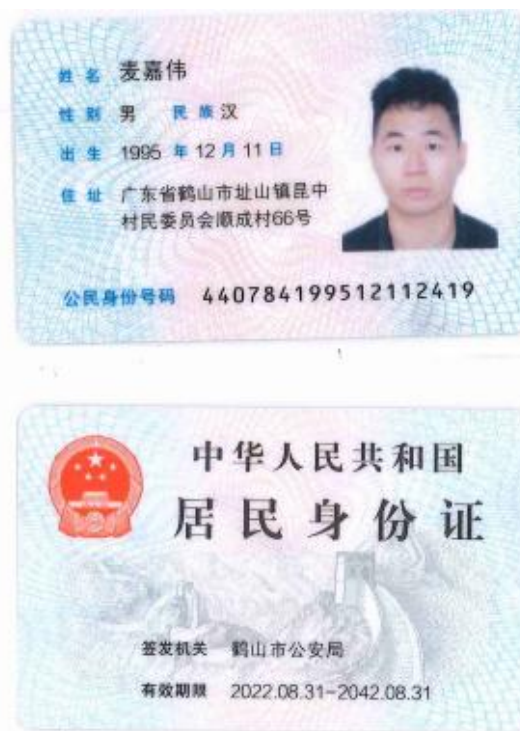 姓名 麦嘉伟
性别 男 民族 汉
出生 1995 年 12 月 11 日
住址 广东省鹤山市址山镇昆中
村民委员会顺成村66号
公民身份号码 440784199512112419
中华人民共和国
居民身份证
签发机关 鹤山市公安局
有效期限 2022.08.31-2042.08.31